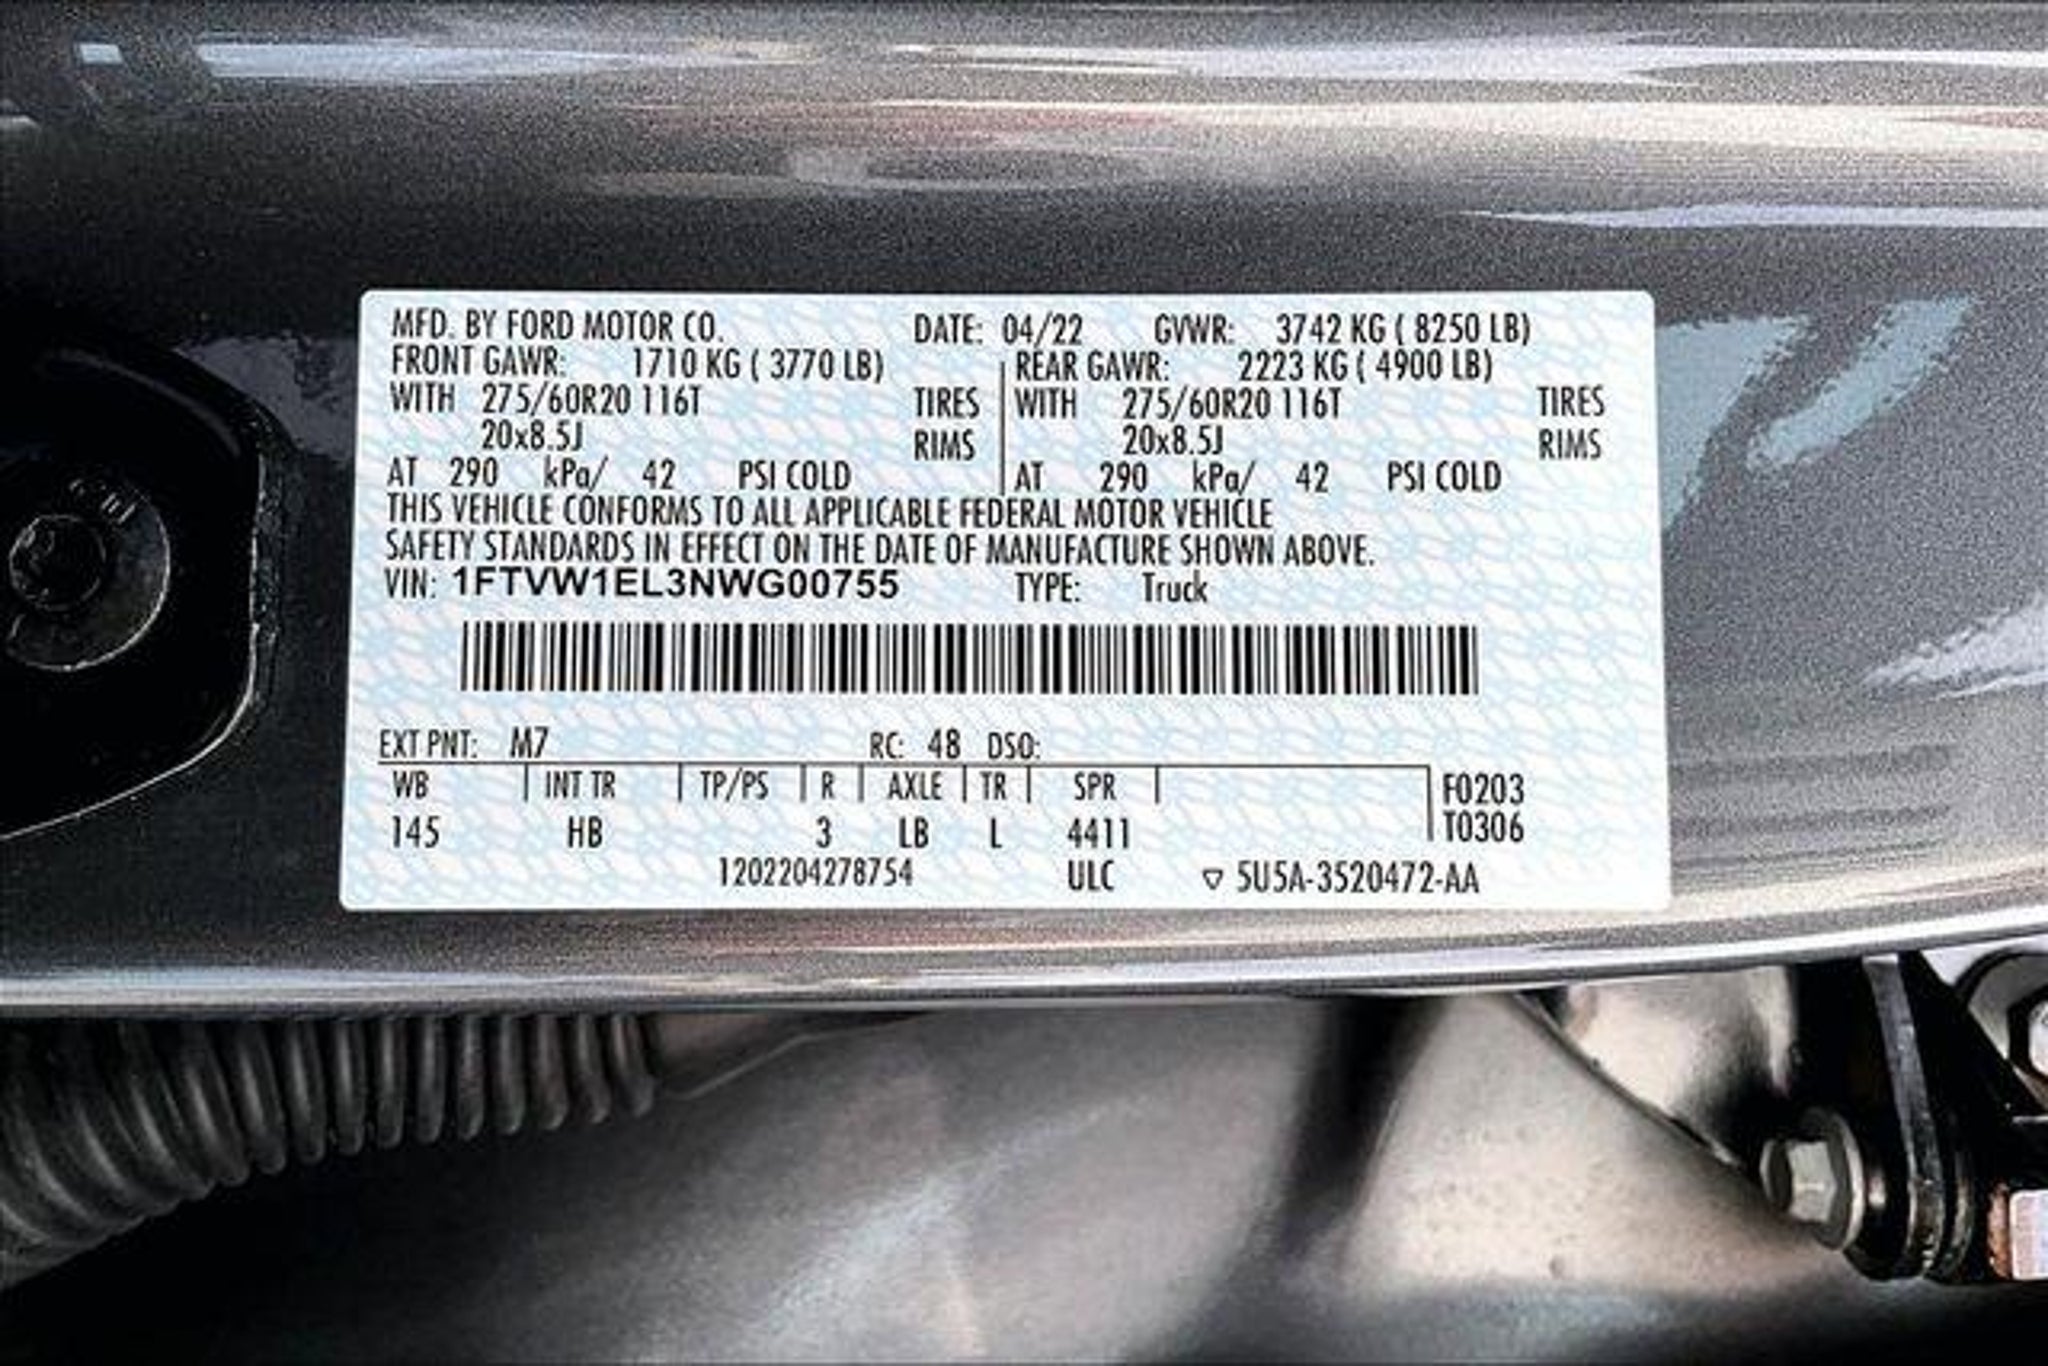 MFD. BY FORD MOTOR CO. DATE: 04/22 GVWR: 3742 KG ( 8250 LB)
FRONT GAWR: 1710 KG ( 3770 LB) REAR GAWR: 2223 KG ( 4900 LB)
WITH 275/60R20 116T TIRES WITH 275/60R20 116T TIRES
20x8.5J RIMS 20x8.5J RIMS
AT 290 kPa/ 42 PSI COLD AT 290 kPa/ 42 PSI COLD
THIS VEHICLE CONFORMS TO ALL APPLICABLE FEDERAL MOTOR VEHICLE
SAFETY STANDARDS IN EFFECT ON THE DATE OF MANUFACTURE SHOWN ABOVE.
VIN: 1FTVW1EL3NWG00755 TYPE: Truck
EXT PNT: M7 RC: 48 DSO:
WB INT TR TP/PS R AXLE TR SPR F0203
145 HB 3 LB L 4411 T0306
1202204278754 ULC ▽ 5U5A-3520472-AA